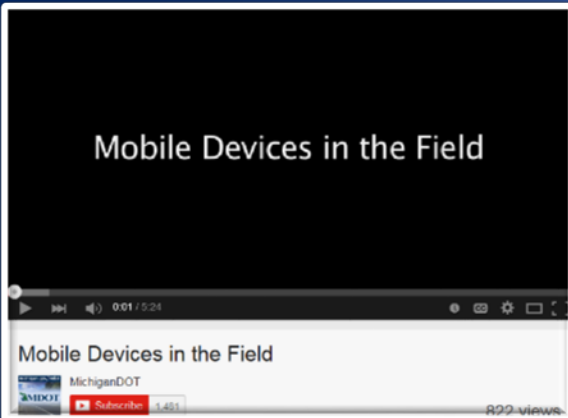 Mobile Devices in the Field
0:01 / 5:24
Mobile Devices in the Field
MichiganDOT
MDOT
Subscribe 1,451
822 views